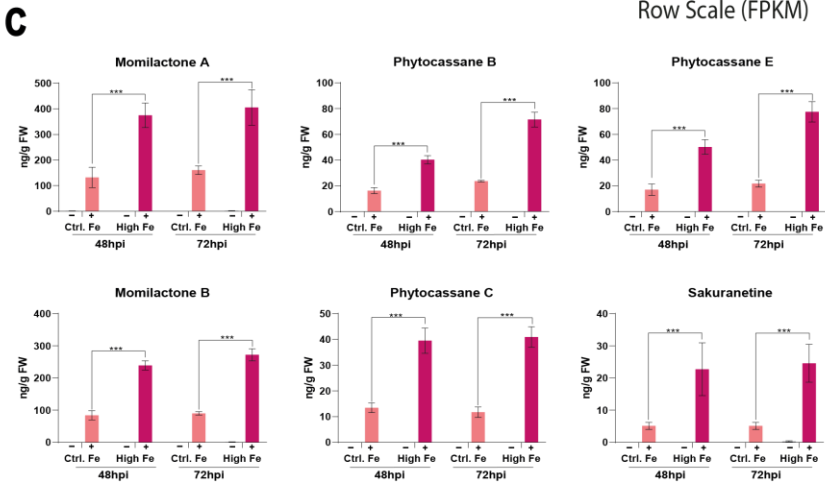 Row Scale (FPKM)
c
Momilactone A
500
400
300
200
100
0
ng/g FW
***
***
– + – + – + – +
Ctrl. Fe High Fe Ctrl. Fe High Fe
48hpi 72hpi
Phytocassane B
100
80
60
40
20
0
ng/g FW
***
***
– + – + – + – +
Ctrl. Fe High Fe Ctrl. Fe High Fe
48hpi 72hpi
Phytocassane E
100
80
60
40
20
0
ng/g FW
***
***
– + – + – + – +
Ctrl. Fe High Fe Ctrl. Fe High Fe
48hpi 72hpi
Momilactone B
400
300
200
100
0
ng/g FW
***
***
– + – + – + – +
Ctrl. Fe High Fe Ctrl. Fe High Fe
48hpi 72hpi
Phytocassane C
50
40
30
20
10
0
ng/g FW
***
***
– + – + – + – +
Ctrl. Fe High Fe Ctrl. Fe High Fe
48hpi 72hpi
Sakuranetine
40
30
20
10
0
ng/g FW
***
***
– + – + – + – +
Ctrl. Fe High Fe Ctrl. Fe High Fe
48hpi 72hpi